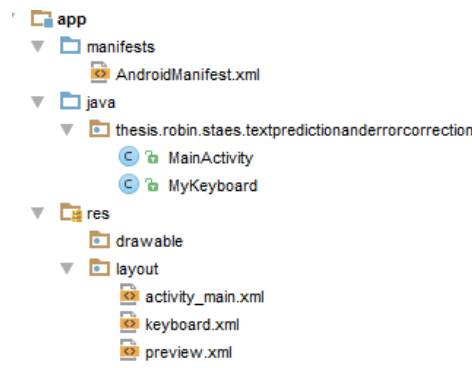 app
manifests
AndroidManifest.xml
java
thesis.robin.staes.textpredictionanderrorcorrection
C MainActivity
C MyKeyboard
res
drawable
layout
activity_main.xml
keyboard.xml
preview.xml